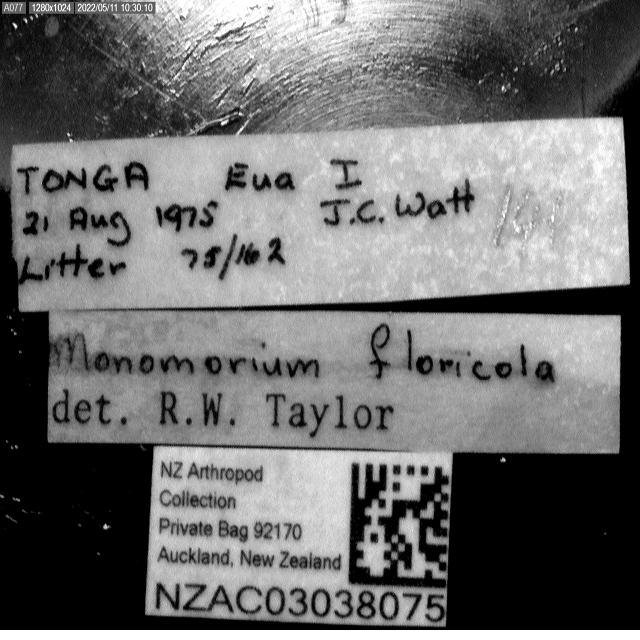 A077 1280x1024 2022/05/11 10:30:10
TONGA Eua I
21 Aug 1975 J.C. Watt
Litter 75/162
Monomorium floricola
det. R.W. Taylor
NZ Arthropod
Collection
Private Bag 92170
Auckland, New Zealand
NZAC03038075